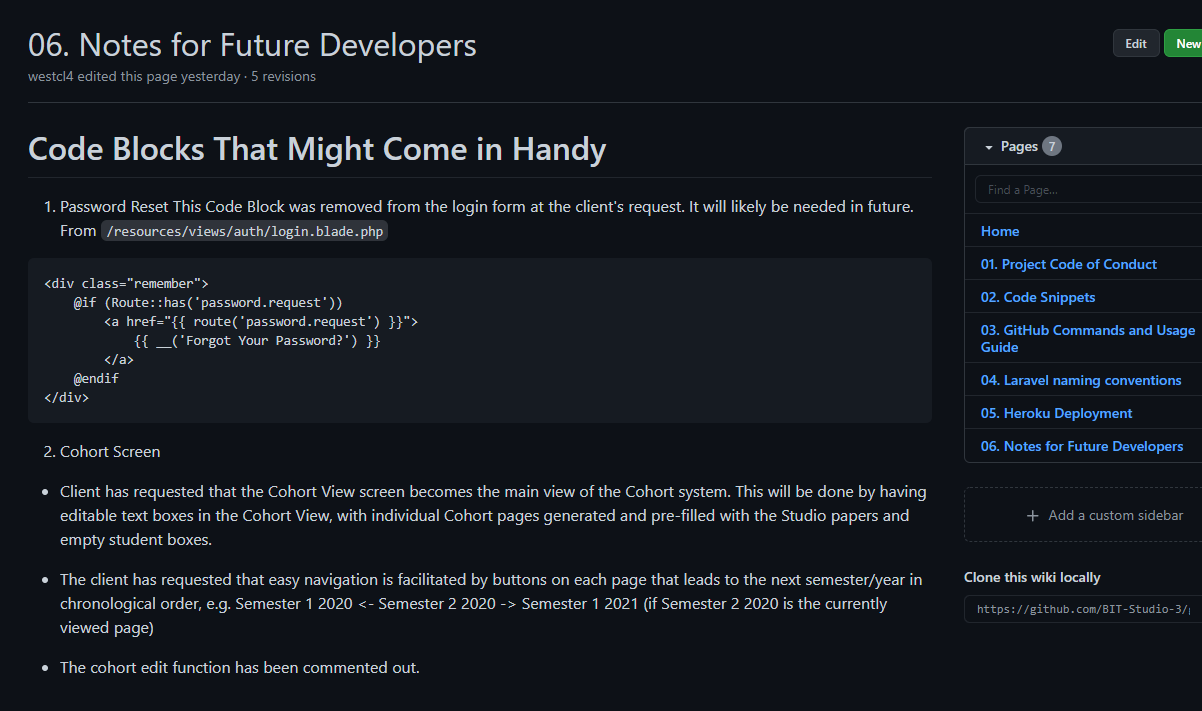 06. Notes for Future Developers
Edit
New
westcl4 edited this page yesterday · 5 revisions
Code Blocks That Might Come in Handy
1. Password Reset This Code Block was removed from the login form at the client's request. It will likely be needed in future.
From /resources/views/auth/login.blade.php
<div class="remember">
    @if (Route::has('password.request'))
        <a href="{{ route('password.request') }}">
            {{ __('Forgot Your Password?') }}
        </a>
    @endif
</div>
2. Cohort Screen
• Client has requested that the Cohort View screen becomes the main view of the Cohort system. This will be done by having
editable text boxes in the Cohort View, with individual Cohort pages generated and pre-filled with the Studio papers and
empty student boxes.
• The client has requested that easy navigation is facilitated by buttons on each page that leads to the next semester/year in
chronological order, e.g. Semester 1 2020 <- Semester 2 2020 -> Semester 1 2021 (if Semester 2 2020 is the currently
viewed page)
• The cohort edit function has been commented out.
Pages 7
Find a Page...
Home
01. Project Code of Conduct
02. Code Snippets
03. GitHub Commands and Usage
Guide
04. Laravel naming conventions
05. Heroku Deployment
06. Notes for Future Developers
+ Add a custom sidebar
Clone this wiki locally
https://github.com/BIT-Studio-3/